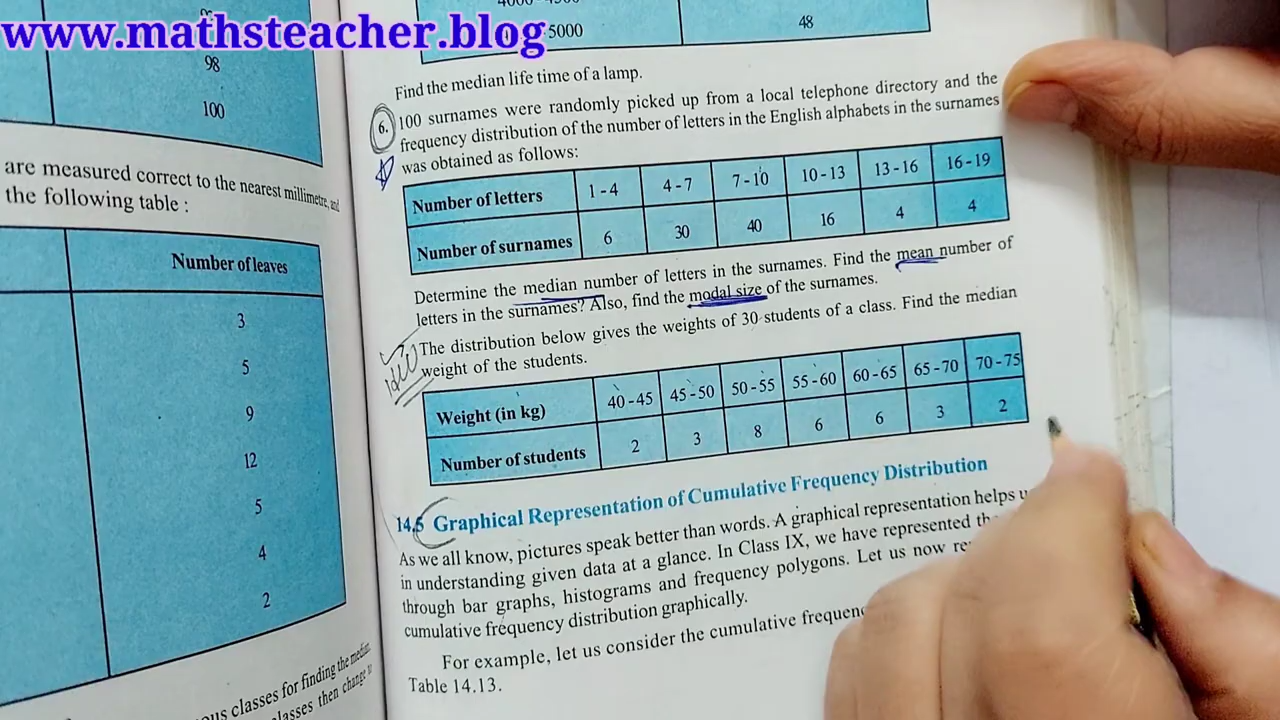 www.mathsteacher.blog
98
100
are measured correct to the nearest millimetre, and
the following table :
Number of leaves
3
5
9
12
5
4
2
5000 48
Find the median life time of a lamp.
6. 100 surnames were randomly picked up from a local telephone directory and the
frequency distribution of the number of letters in the English alphabets in the surnames
was obtained as follows:
Number of letters 1 - 4 4 - 7 7 - 10 10 - 13 13 - 16 16 - 19
Number of surnames 6 30 40 16 4 4
Determine the median number of letters in the surnames. Find the mean number of
letters in the surnames? Also, find the modal size of the surnames.
The distribution below gives the weights of 30 students of a class. Find the median
weight of the students.
Weight (in kg) 40 - 45 45 - 50 50 - 55 55 - 60 60 - 65 65 - 70 70 - 75
Number of students 2 3 8 6 6 3 2
14.5 Graphical Representation of Cumulative Frequency Distribution
As we all know, pictures speak better than words. A graphical representation helps
in understanding given data at a glance. In Class IX, we have represented
through bar graphs, histograms and frequency polygons. Let us now
cumulative frequency distribution graphically.
For example, let us consider the cumulative
Table 14.13.
classes for finding the median.
classes then change